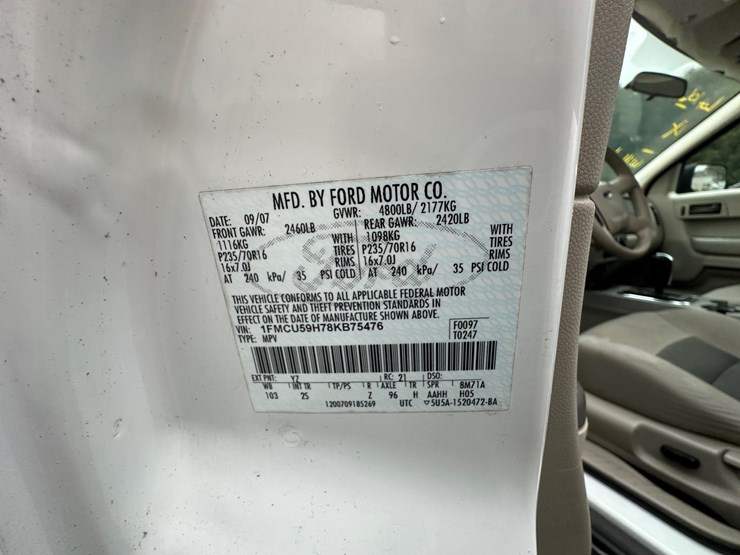 MFD. BY FORD MOTOR CO.
DATE: 09/07 GVWR: 4800LB/ 2177KG
FRONT GAWR: 2460LB REAR GAWR: 2420LB
1116KG WITH 1098KG WITH
P235/70R16 TIRES P235/70R16 TIRES
16x7.0J RIMS 16x7.0J RIMS
AT 240 kPa/ 35 PSI COLD AT 240 kPa/ 35 PSI COLD
Ford
THIS VEHICLE CONFORMS TO ALL APPLICABLE FEDERAL MOTOR
VEHICLE SAFETY AND THEFT PREVENTION STANDARDS IN
EFFECT ON THE DATE OF MANUFACTURE SHOWN ABOVE.
VIN: 1FMCU59H78KB75476 F0097
TYPE: MPV T0247
EXT PNT: YZ RC: 21 DSO:
WB INT TR TP/PS R AXLE TR SPR 8M71A
103 25 Z 96 H AAHH H05
1200709185269 UTC ▽5U5A-1520472-BA